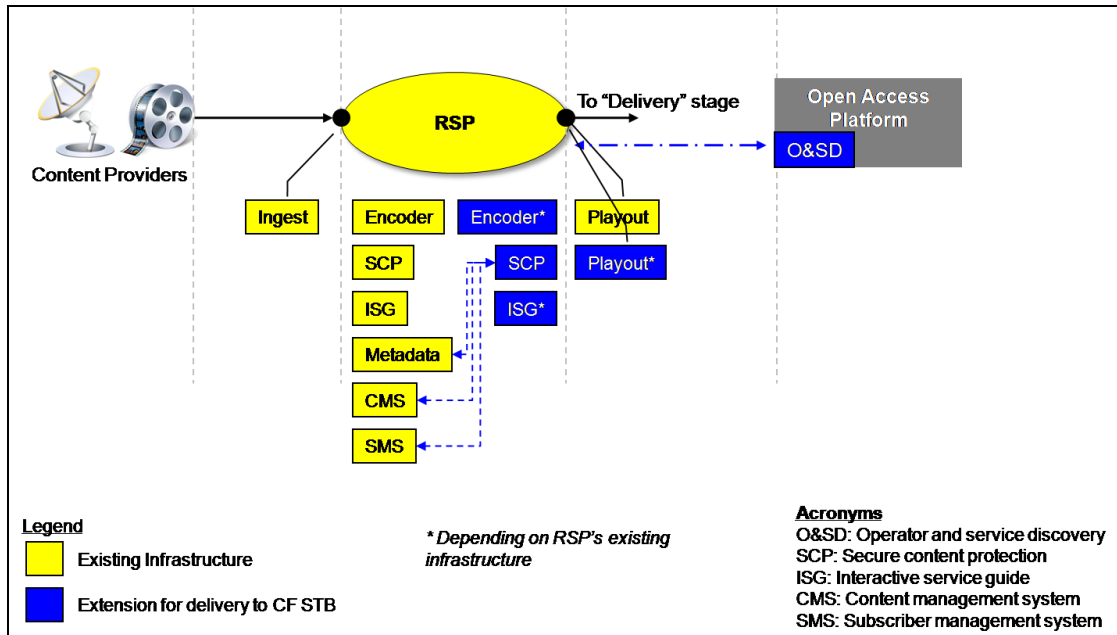 To “Delivery” stage
Open Access
Platform
RSP
O&SD
Content Providers
Ingest
Encoder
Encoder*
Playout
SCP
SCP
Playout*
ISG
ISG*
Metadata
CMS
SMS
Legend
Existing Infrastructure
Extension for delivery to CF STB
* Depending on RSP’s existing
infrastructure
Acronyms
O&SD: Operator and service discovery
SCP: Secure content protection
ISG: Interactive service guide
CMS: Content management system
SMS: Subscriber management system